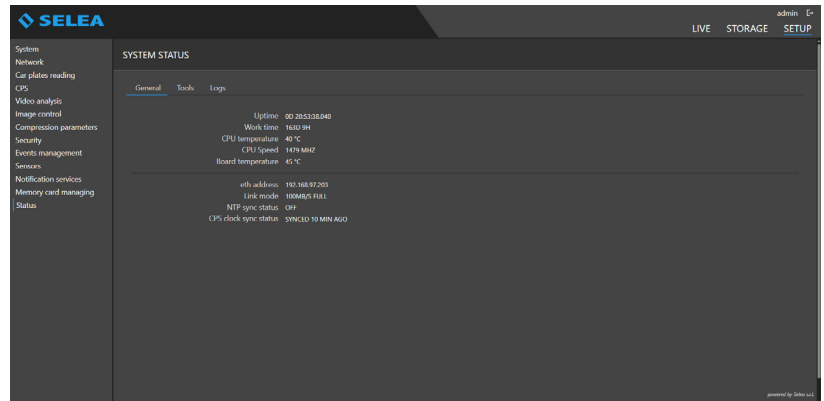 SELEA
admin
LIVE STORAGE SETUP
System
Network
Car plates reading
CPS
Video analysis
Image control
Compression parameters
Security
Events management
Sensors
Notification services
Memory card managing
Status
SYSTEM STATUS
General Tools Logs
Uptime 0D 20:53:38.040
Work time 163D 9H
CPU temperature 40 °C
CPU Speed 1479 MHZ
Board temperature 45 °C
eth address 192.168.97.203
Link mode 100MB/S FULL
NTP sync status OFF
CPS clock sync status SYNCED 10 MIN AGO
powered by Selea s.r.l.